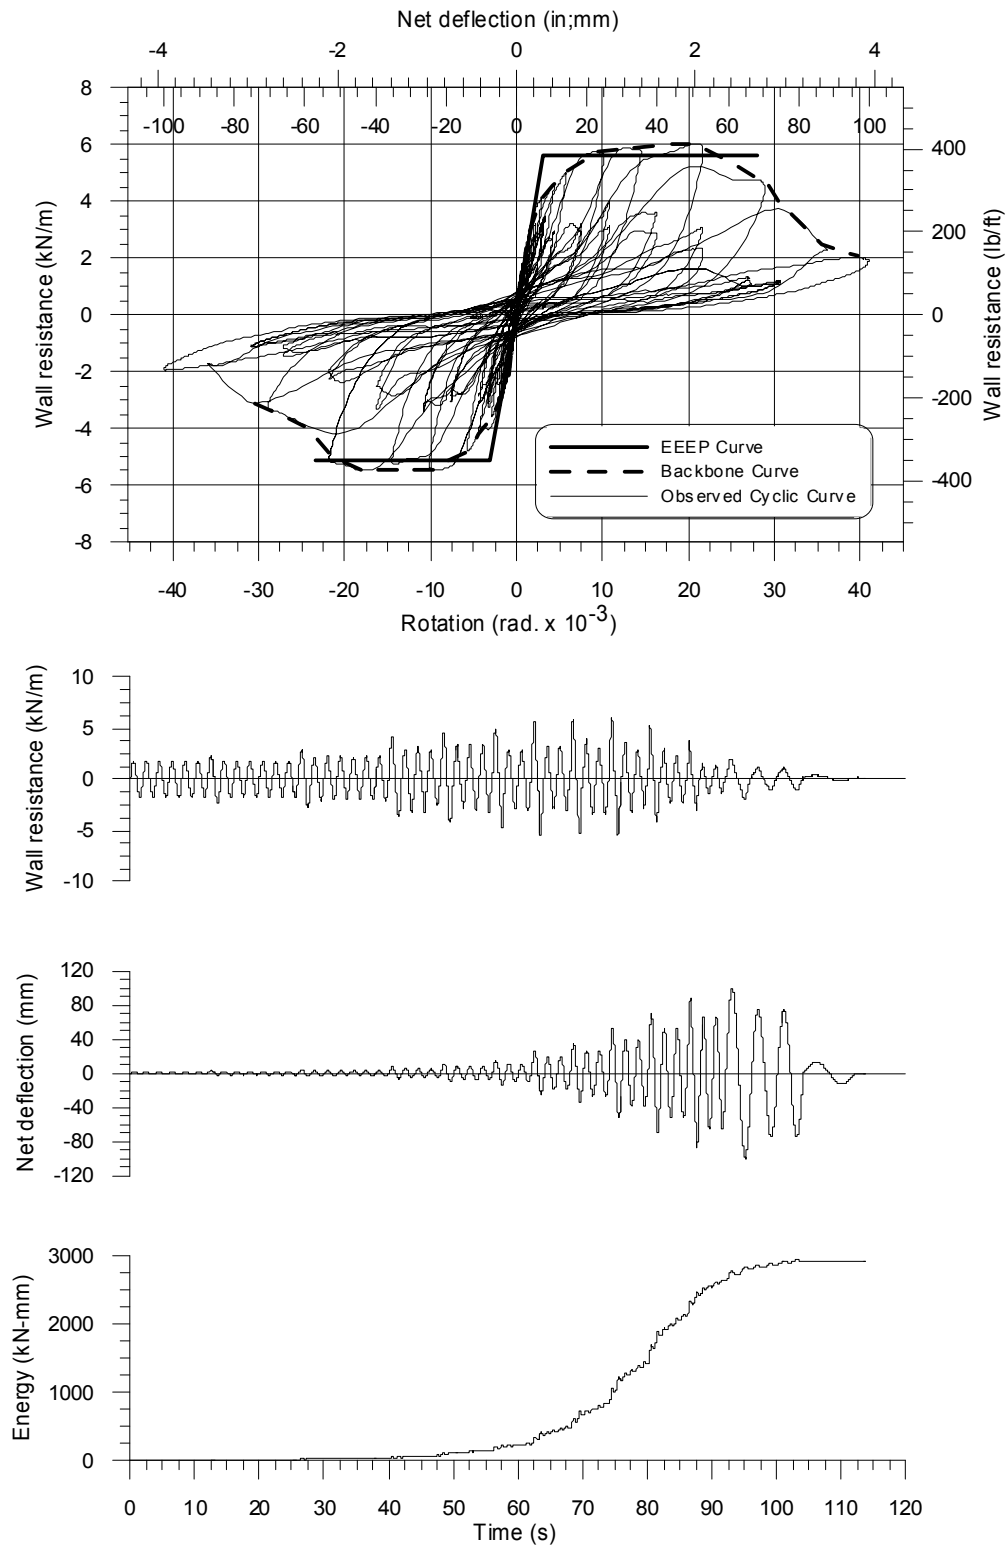 Net deflection (in;mm)
-4 -2 0 2 4
-100 -80 -60 -40 -20 0 20 40 60 80 100
8
6
4
2
0
-2
-4
-6
-8
Wall resistance (kN/m)
400
200
0
-200
-400
Wall resistance (lb/ft)
EEEP Curve
Backbone Curve
Observed Cyclic Curve
-40 -30 -20 -10 0 10 20 30 40
Rotation (rad. x 10-3)
Wall resistance (kN/m)
10
5
0
-5
-10
Net deflection (mm)
120
80
40
0
-40
-80
-120
Energy (kN-mm)
3000
2000
1000
0
0 10 20 30 40 50 60 70 80 90 100 110 120
Time (s)